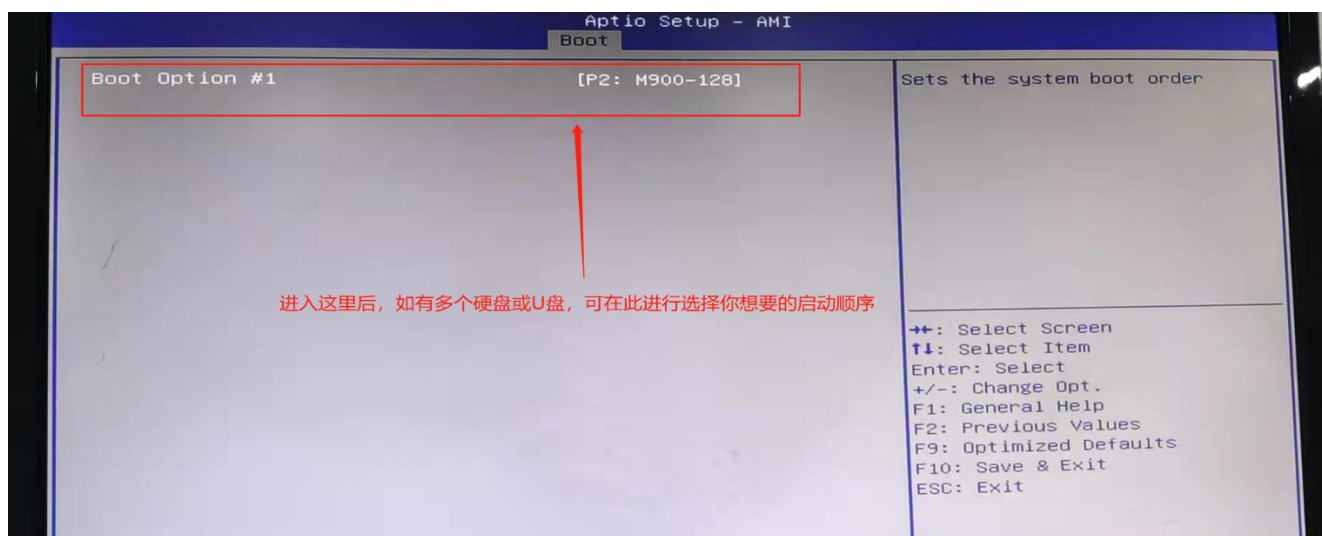 Aptio Setup - AMI
Boot
Boot Option #1 [P2: M900-128]
Sets the system boot order
进入这里后，如有多个硬盘或U盘，可在此进行选择你想要的启动顺序
→←: Select Screen
↑↓: Select Item
Enter: Select
+/-: Change Opt.
F1: General Help
F2: Previous Values
F9: Optimized Defaults
F10: Save & Exit
ESC: Exit